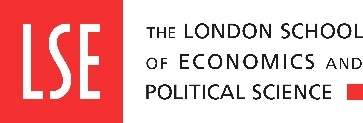 LSE
THE LONDON SCHOOL
OF ECONOMICS AND
POLITICAL SCIENCE